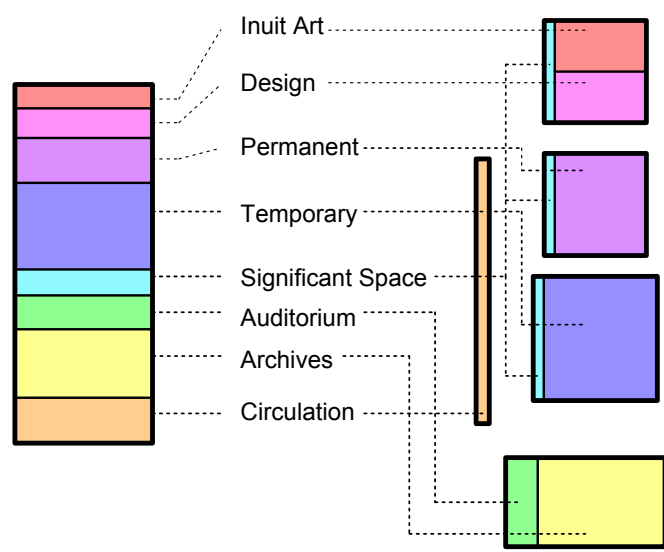 Inuit Art
Design
Permanent
Temporary
Significant Space
Auditorium
Archives
Circulation